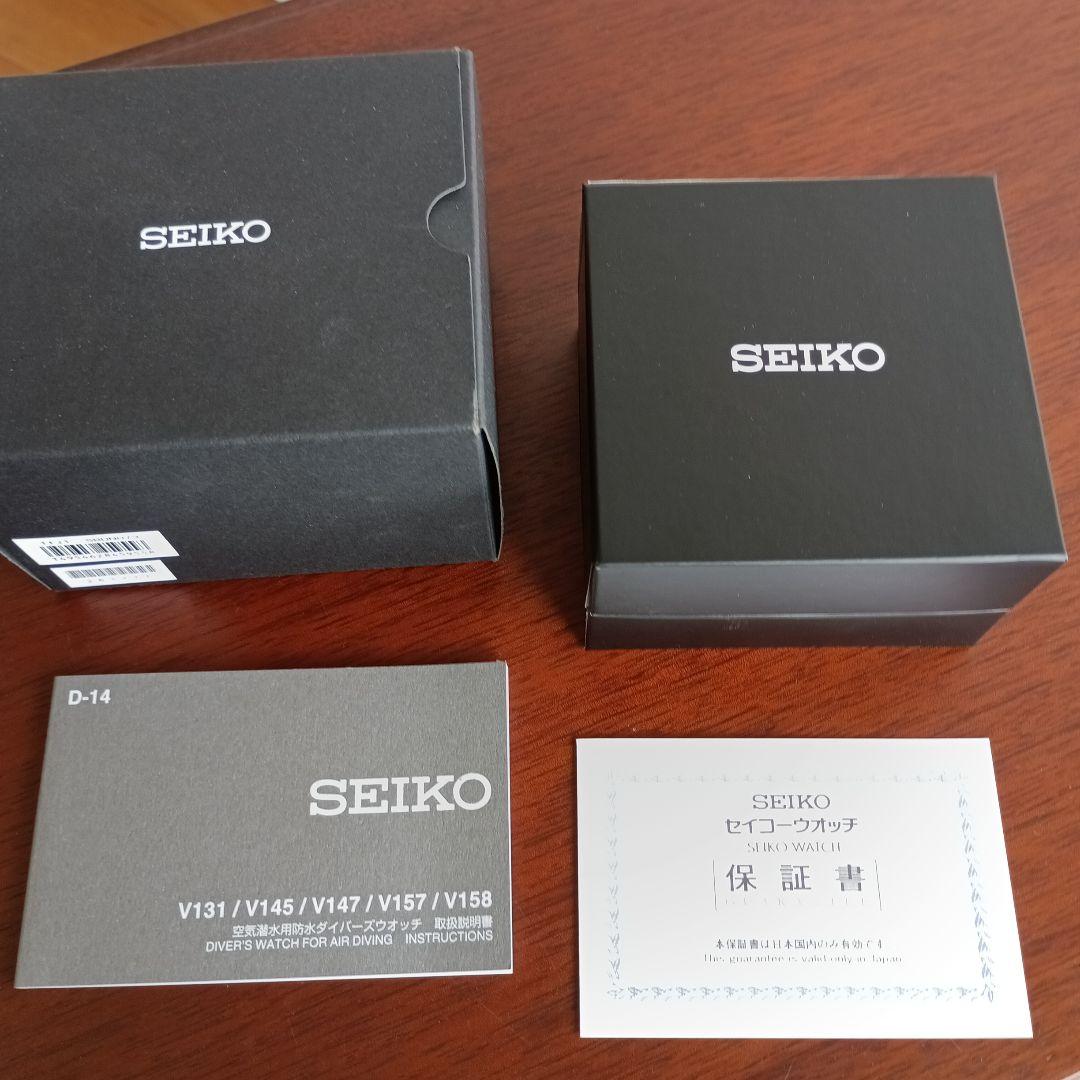 SEIKO
SEIKO
D-14
SEIKO
V131 / V145 / V147 / V157 / V158
空気潜水用防水ダイバーズウオッチ 取扱説明書
DIVER'S WATCH FOR AIR DIVING INSTRUCTIONS
SEIKO
セイコーウオッチ
SEIKO WATCH
保証書
本保証書は日本国内のみ有効です
This guarantee is valid only in Japan